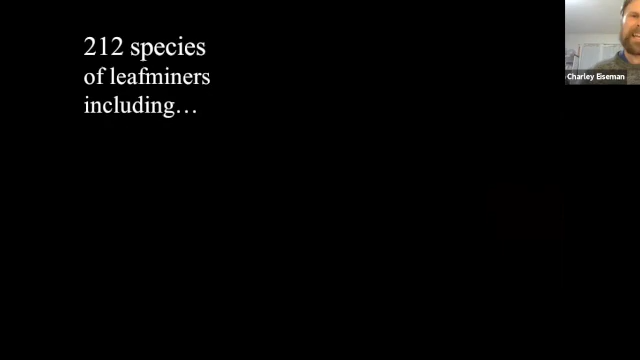 212 species
of leafminers
including…
Charley Eiseman